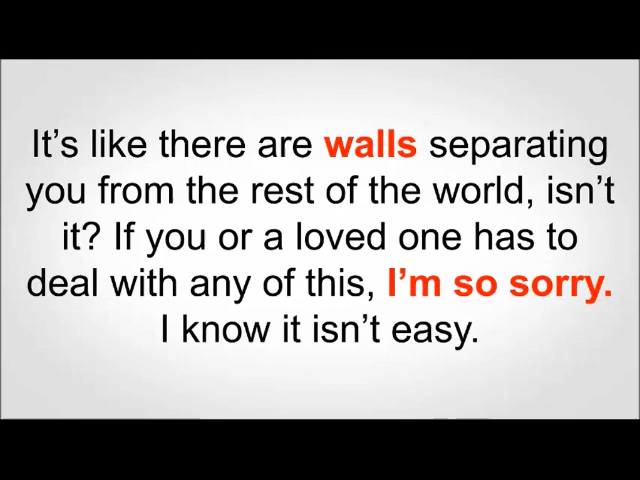 It’s like there are walls separating
you from the rest of the world, isn’t
it? If you or a loved one has to
deal with any of this, I’m so sorry.
I know it isn’t easy.